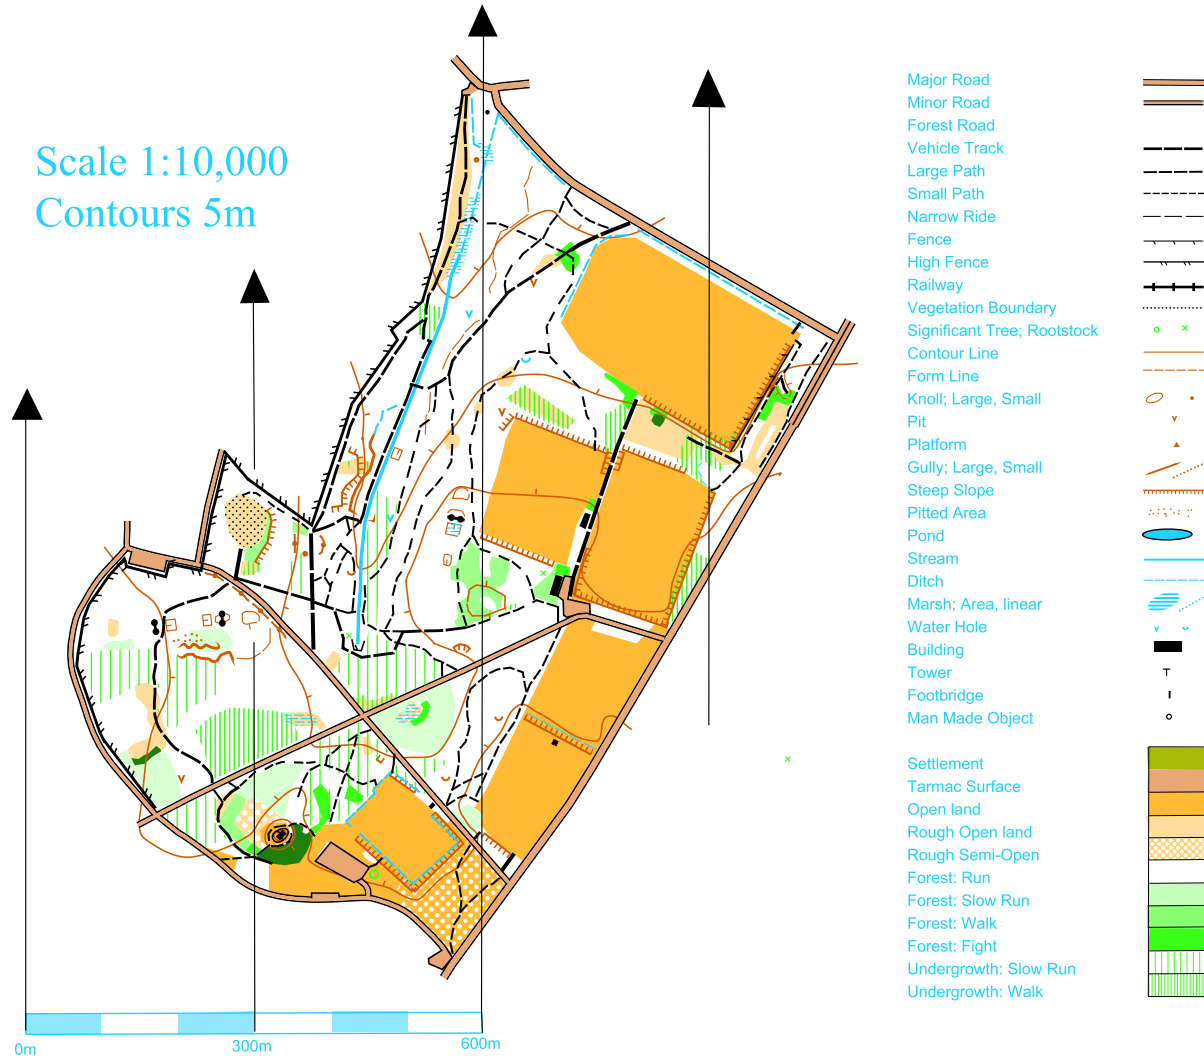 Scale 1:10,000
Contours 5m
Major Road
Minor Road
Forest Road
Vehicle Track
Large Path
Small Path
Narrow Ride
Fence
High Fence
Railway
Vegetation Boundary
Significant Tree; Rootstock
Contour Line
Form Line
Knoll; Large, Small
Pit
Platform
Gully; Large, Small
Steep Slope
Pitted Area
Pond
Stream
Ditch
Marsh; Area, linear
Water Hole
Building
Tower
Footbridge
Man Made Object
Settlement
Tarmac Surface
Open land
Rough Open land
Rough Semi-Open
Forest: Run
Forest: Slow Run
Forest: Walk
Forest: Fight
Undergrowth: Slow Run
Undergrowth: Walk
0m
300m
600m